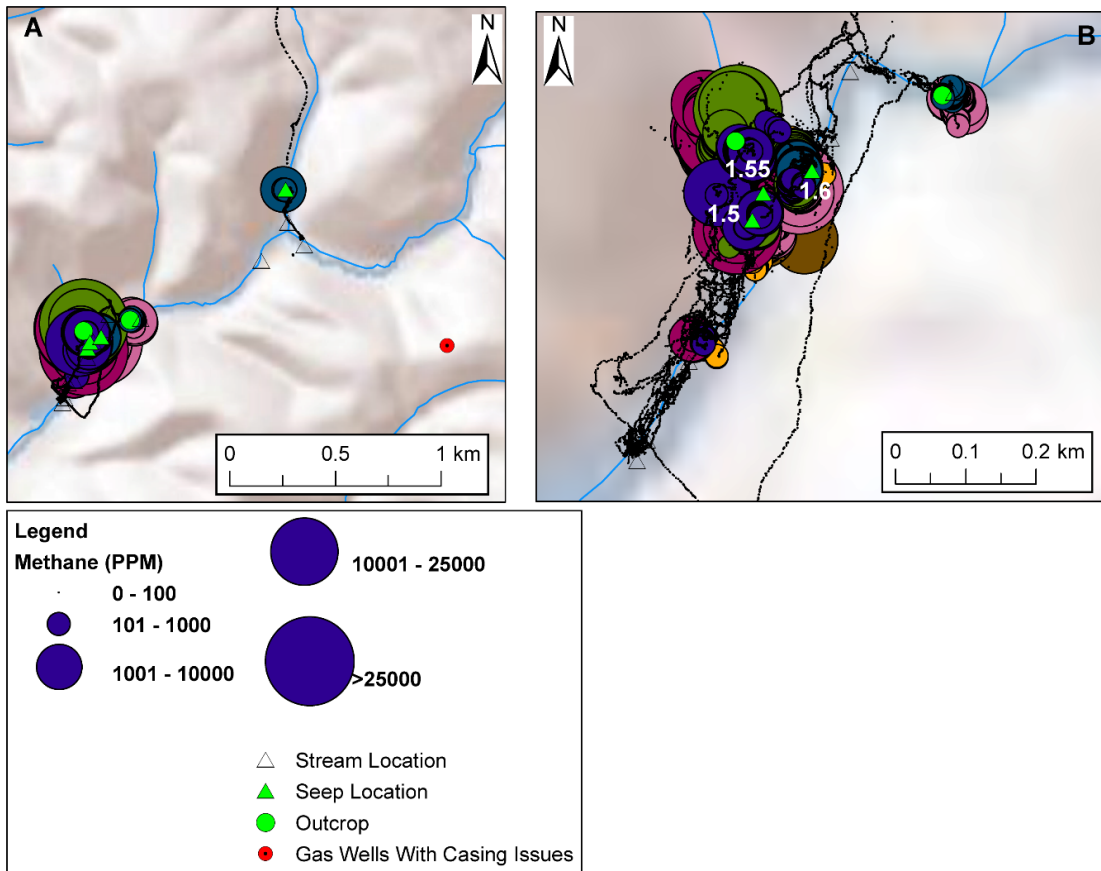 A
N
0 0.5 1 km
N
B
1.55
1.6
1.5
0 0.1 0.2 km
Legend
Methane (PPM)
0 - 100
101 - 1000
1001 - 10000
10001 - 25000
>25000
Stream Location
Seep Location
Outcrop
Gas Wells With Casing Issues